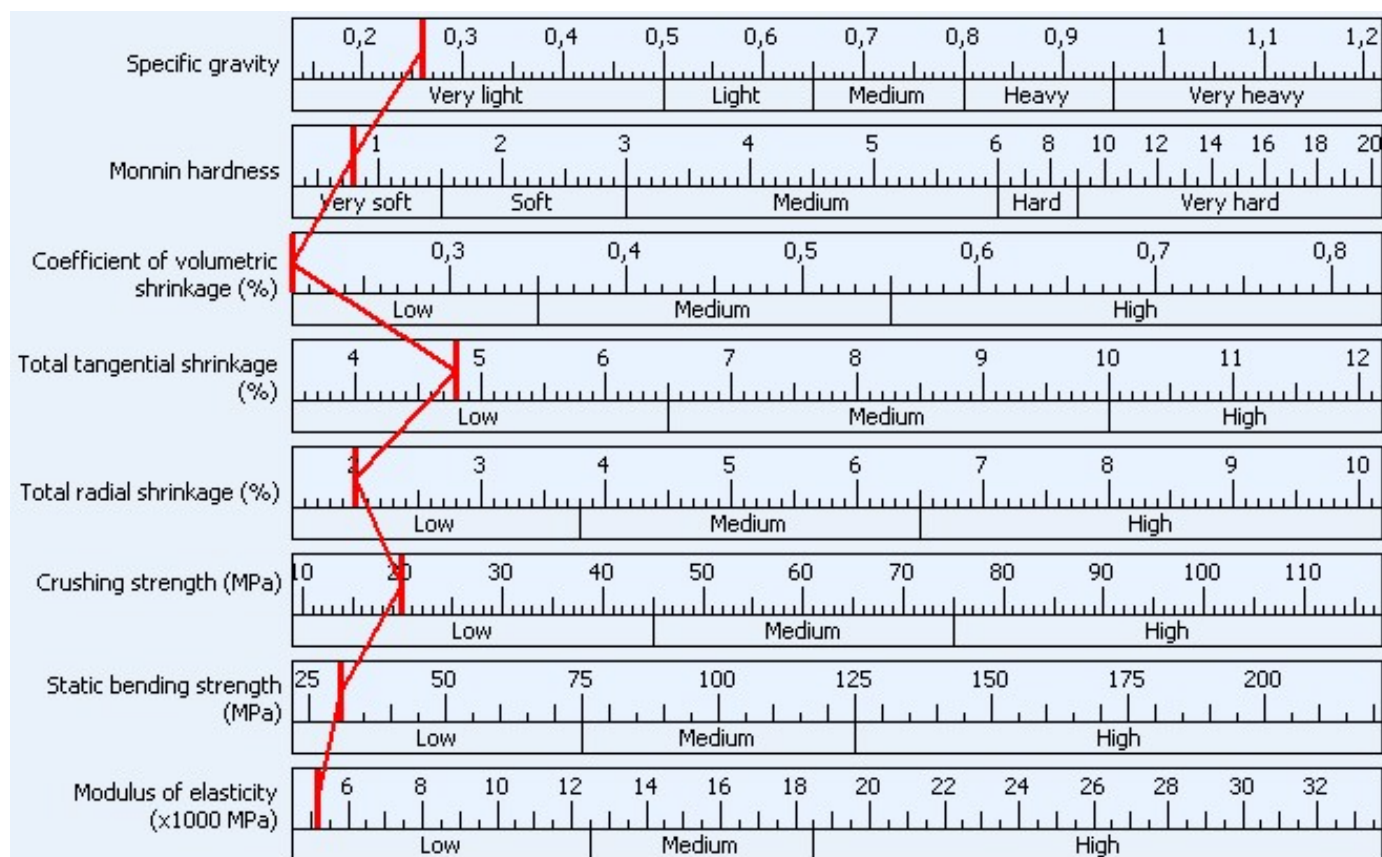 0,2 0,3 0,4 0,5 0,6 0,7 0,8 0,9 1 1,1 1,2
Specific gravity
Very light Light Medium Heavy Very heavy
1 2 3 4 5 6 8 10 12 14 16 18 20
Monnin hardness
Very soft Soft Medium Hard Very hard
0,3 0,4 0,5 0,6 0,7 0,8
Coefficient of volumetric
shrinkage (%)
Low Medium High
4 5 6 7 8 9 10 11 12
Total tangential shrinkage
(%)
Low Medium High
2 3 4 5 6 7 8 9 10
Total radial shrinkage (%)
Low Medium High
10 20 30 40 50 60 70 80 90 100 110
Crushing strength (MPa)
Low Medium High
25 50 75 100 125 150 175 200
Static bending strength
(MPa)
Low Medium High
6 8 10 12 14 16 18 20 22 24 26 28 30 32
Modulus of elasticity
(x1000 MPa)
Low Medium High